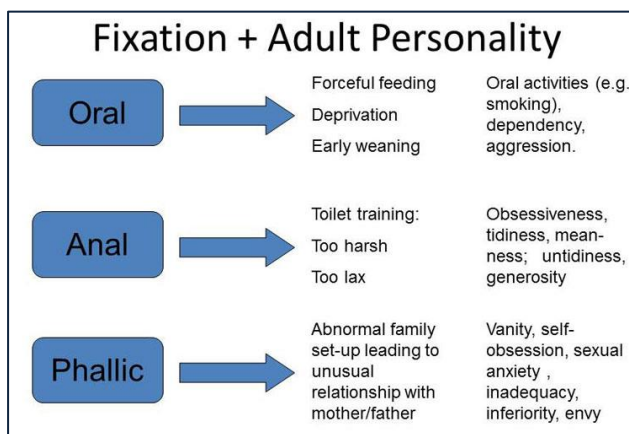 Fixation + Adult Personality
Oral
Forceful feeding
Deprivation
Early weaning
Oral activities (e.g.
smoking),
dependency,
aggression.
Anal
Toilet training:
Too harsh
Too lax
Obsessiveness,
tidiness, mean-
ness; untidiness,
generosity
Phallic
Abnormal family
set-up leading to
unusual
relationship with
mother/father
Vanity, self-
obsession, sexual
anxiety ,
inadequacy,
inferiority, envy